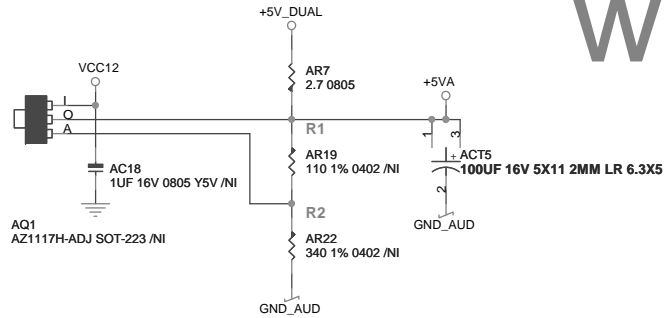 W
+5V_DUAL
VCC12
AR7
2.7 0805
+5VA
I
O
A
R1
1
3
AR19
110 1% 0402 /NI
+
ACT5
100UF 16V 5X11 2MM LR 6.3X5
AC18
1UF 16V 0805 Y5V /NI
2
R2
GND_AUD
AQ1
AZ1117H-ADJ SOT-223 /NI
AR22
340 1% 0402 /NI
GND_AUD